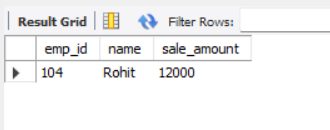 Result Grid Filter Rows:
emp_id name sale_amount
104 Rohit 12000